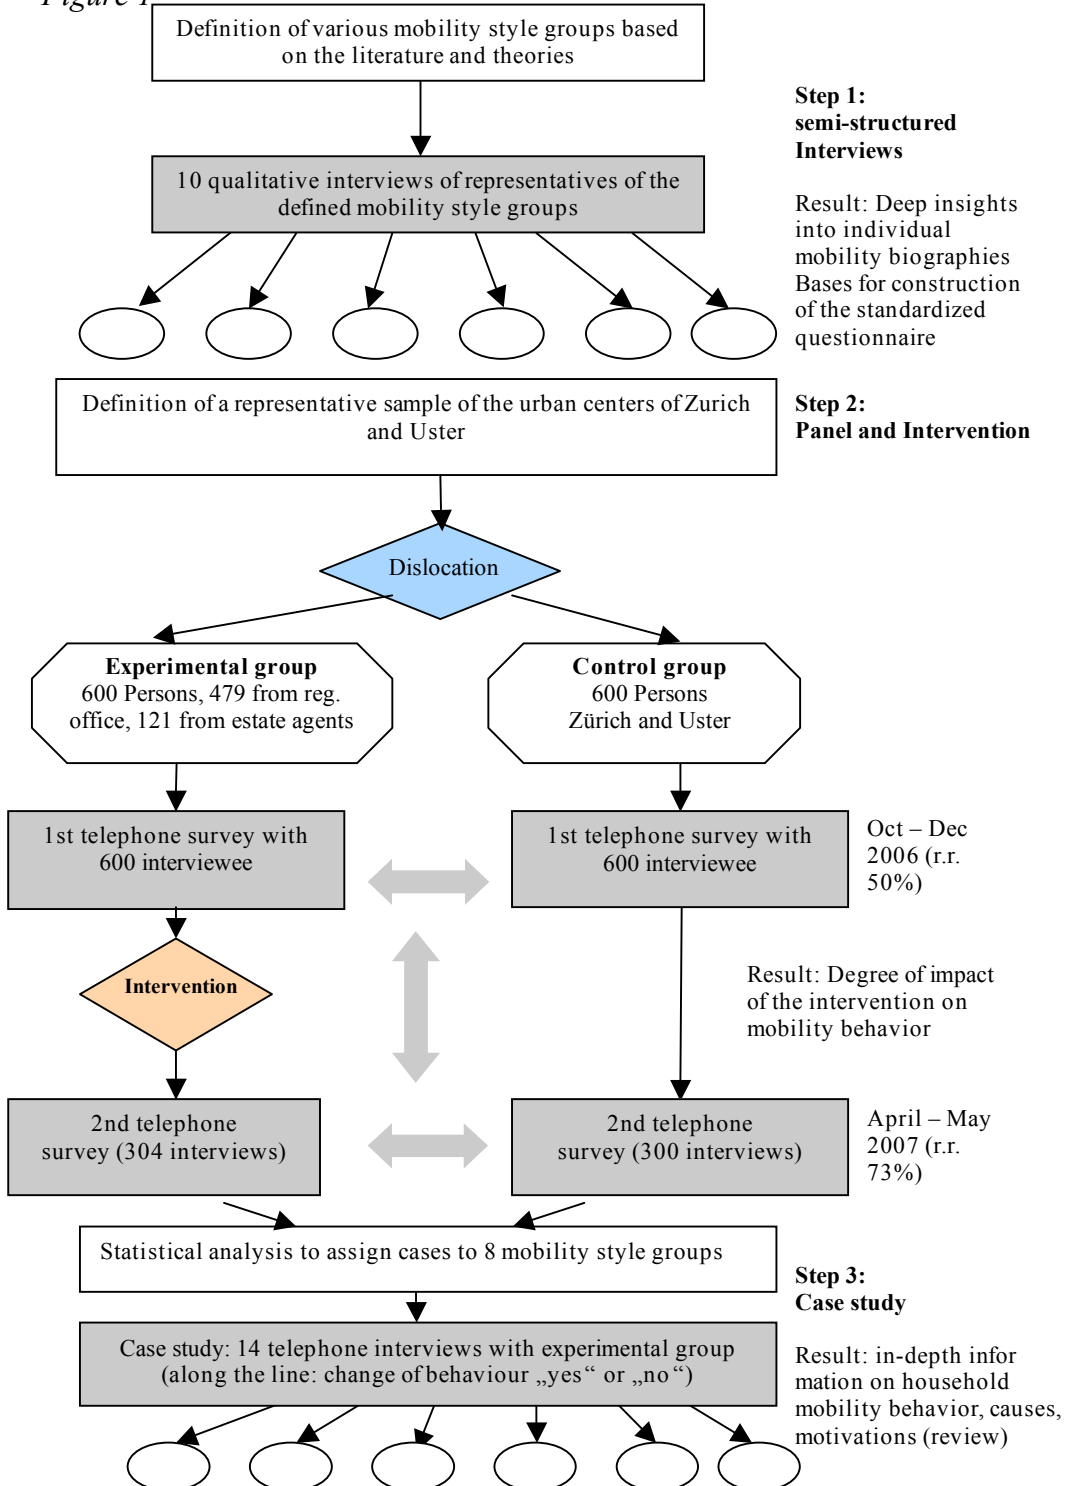 Figure 1
Definition of various mobility style groups based
on the literature and theories
Step 1:
semi-structured
Interviews
10 qualitative interviews of representatives of the
defined mobility style groups
Result: Deep insights
into individual
mobility biographies
Bases for construction
of the standardized
questionnaire
Definition of a representative sample of the urban centers of Zurich
and Uster
Step 2:
Panel and Intervention
Dislocation
Experimental group
600 Persons, 479 from reg.
office, 121 from estate agents
Control group
600 Persons
Zürich and Uster
1st telephone survey with
600 interviewee
1st telephone survey with
600 interviewee
Oct – Dec
2006 (r.r.
50%)
Intervention
Result: Degree of impact
of the intervention on
mobility behavior
2nd telephone
survey (304 interviews)
2nd telephone
survey (300 interviews)
April – May
2007 (r.r.
73%)
Statistical analysis to assign cases to 8 mobility style groups
Step 3:
Case study
Case study: 14 telephone interviews with experimental group
(along the line: change of behaviour „yes“ or „no“)
Result: in-depth infor
mation on household
mobility behavior, causes,
motivations (review)